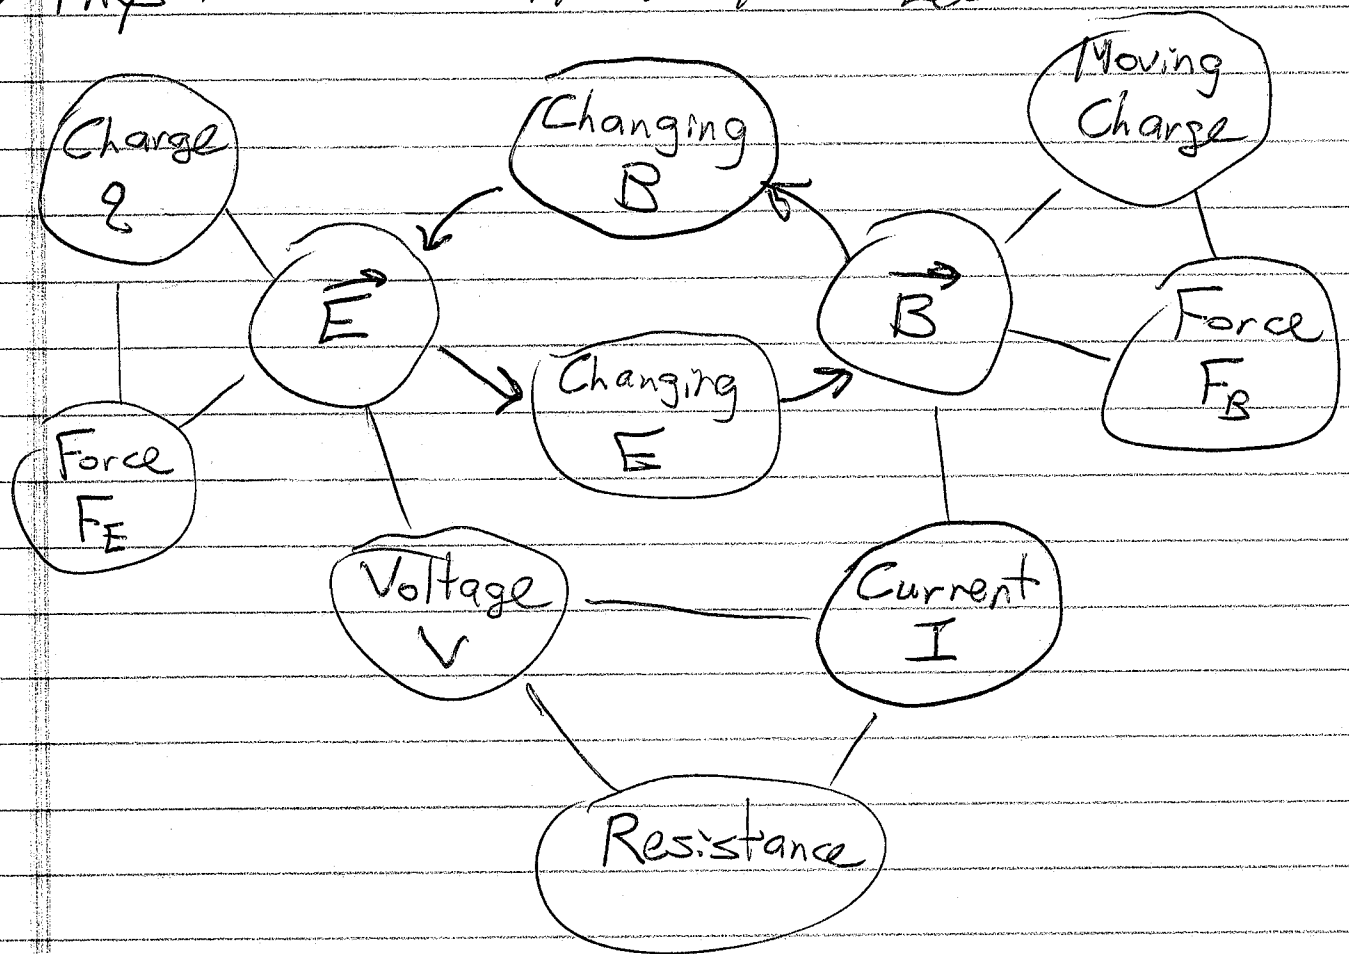 Moving
Charge
Changing
B
Charge
q
E
B
Force
F_B
Changing
E
Force
F_E
Voltage
V
Current
I
Resistance